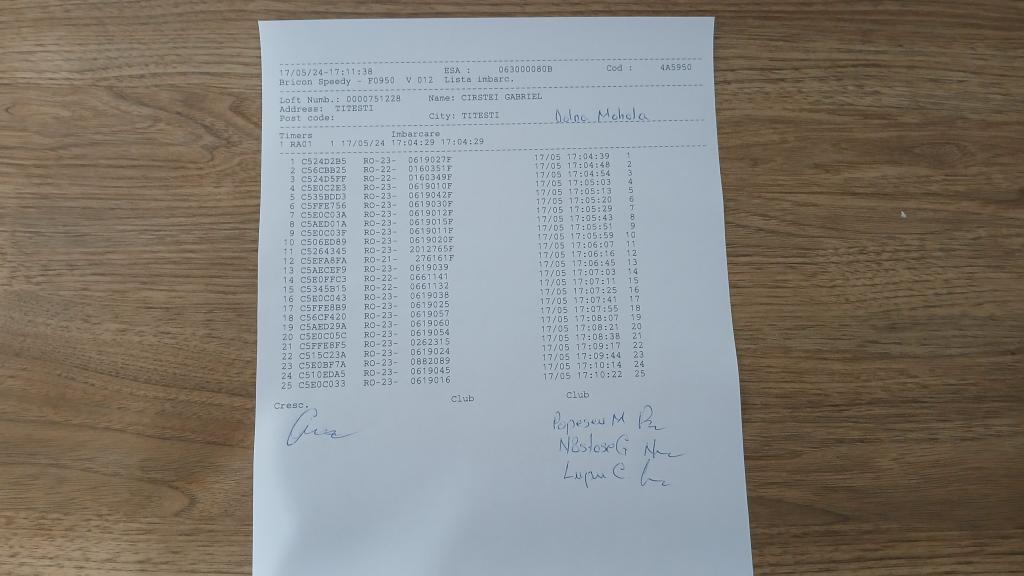 17/05/24-17:11:38 ESA : 063000080B Cod : 4A5950
Bricon Speedy - F0950 V 012 Lista imbarc.
Loft Numb.: 0000751228 Name: CIRSTEI GABRIEL
Address: TITESTI
Post code: City: TITESTI Dolna Mahala
Timers Imbarcare
1 RA01 1 17/05/24 17:04:29 17:04:29
1 C524D2B5 RO-23- 0619027F 17/05 17:04:39 1
2 C56CBB25 RO-22- 0160351F 17/05 17:04:48 2
3 C524D5FF RO-22- 0160349F 17/05 17:04:54 3
4 C5E0C2E3 RO-23- 0619010F 17/05 17:05:03 4
5 C535BDD3 RO-23- 0619042F 17/05 17:05:13 5
6 C5FFE756 RO-23- 0619030F 17/05 17:05:20 6
7 C5E0C03A RO-23- 0619012F 17/05 17:05:29 7
8 C5AED01A RO-23- 0619015F 17/05 17:05:43 8
9 C5E0C03F RO-23- 0619011F 17/05 17:05:51 9
10 C506ED89 RO-23- 0619020F 17/05 17:05:59 10
11 C5264345 RO-23- 2012765F 17/05 17:06:07 11
12 C5EFA8FA RO-21- 276161F 17/05 17:06:16 12
13 C5AECEF9 RO-23- 0619039 17/05 17:06:45 13
14 C5E0FFC3 RO-22- 0661141 17/05 17:07:03 14
15 C5345B15 RO-22- 0661132 17/05 17:07:11 15
16 C5E0C043 RO-23- 0619038 17/05 17:07:25 16
17 C5FFE8B9 RO-23- 0619025 17/05 17:07:41 17
18 C56CF420 RO-23- 0619057 17/05 17:07:55 18
19 C5AED29A RO-23- 0619060 17/05 17:08:07 19
20 C5E0C05C RO-23- 0619054 17/05 17:08:21 20
21 C5FFE8F5 RO-23- 0262315 17/05 17:08:38 21
22 C515C23A RO-23- 0619024 17/05 17:09:17 22
23 C5E0BF7A RO-23- 0882089 17/05 17:09:44 23
24 C510EDA5 RO-23- 0619045 17/05 17:10:14 24
25 C5E0C033 RO-23- 0619016 17/05 17:10:22 25
Cresc. Club Club
Popescu M
Năstase G
Lupu C